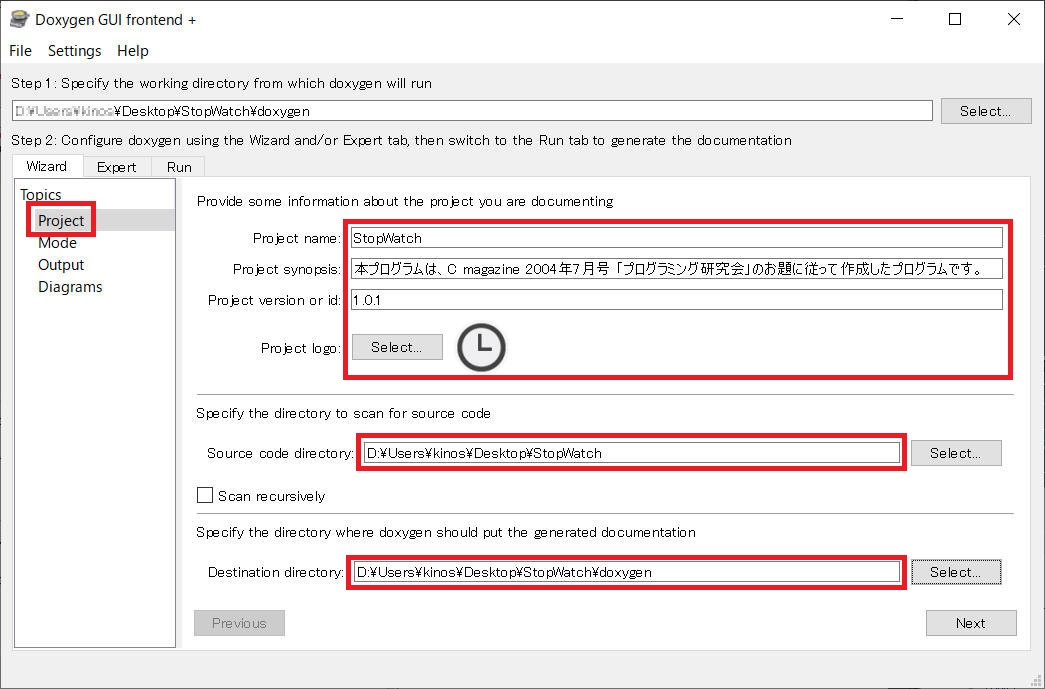 Doxygen GUI frontend +
File Settings Help
Step 1: Specify the working directory from which doxygen will run
¥Desktop¥StopWatch¥doxygen Select...
Step 2: Configure doxygen using the Wizard and/or Expert tab, then switch to the Run tab to generate the documentation
Wizard Expert Run
Topics
Project
Mode
Output
Diagrams
Provide some information about the project you are documenting
Project name: StopWatch
Project synopsis: 本プログラムは、C magazine 2004年7月号「プログラミング研究会」のお題に従って作成したプログラムです。
Project version or id: 1.0.1
Project logo: Select...
Specify the directory to scan for source code
Source code directory: D:¥Users¥kinos¥Desktop¥StopWatch Select...
Scan recursively
Specify the directory where doxygen should put the generated documentation
Destination directory: D:¥Users¥kinos¥Desktop¥StopWatch¥doxygen Select...
Previous Next